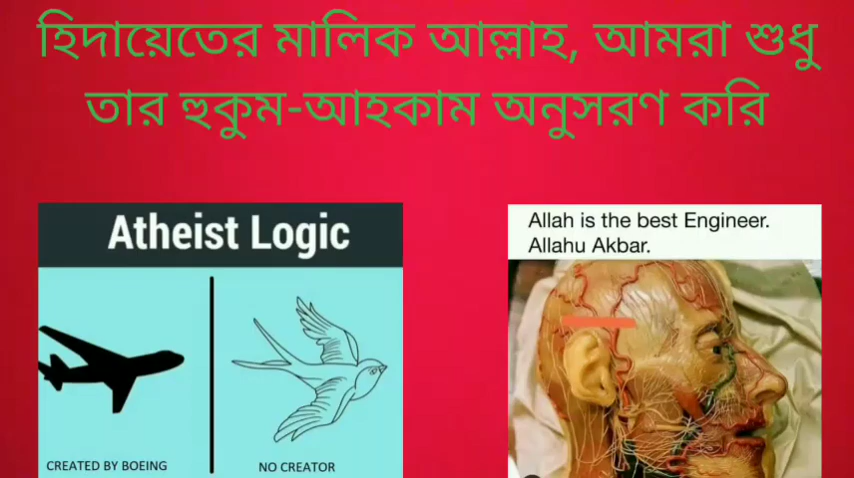 হিদায়েতের মালিক আল্লাহ, আমরা শুধু
তার হুকুম-আহকাম অনুসরণ করি
Atheist Logic
CREATED BY BOEING
NO CREATOR
Allah is the best Engineer.
Allahu Akbar.